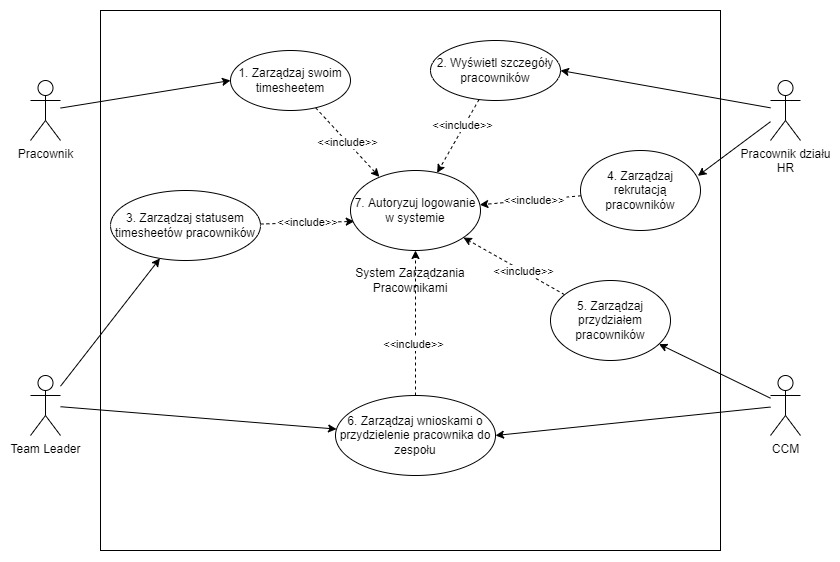 1. Zarządzaj swoim
timesheetem
2. Wyświetl szczegóły
pracowników
Pracownik
<<include>>
<<include>>
Pracownik działu
HR
4. Zarządzaj
rekrutacją
pracowników
3. Zarządzaj statusem
timesheetów pracowników
<<include>>
7. Autoryzuj logowanie
w systemie
<<include>>
System Zarządzania
Pracownikami
<<include>>
5. Zarządzaj
przydziałem
pracowników
<<include>>
6. Zarządzaj wnioskami o
przydzielenie pracownika do
zespołu
Team Leader
CCM